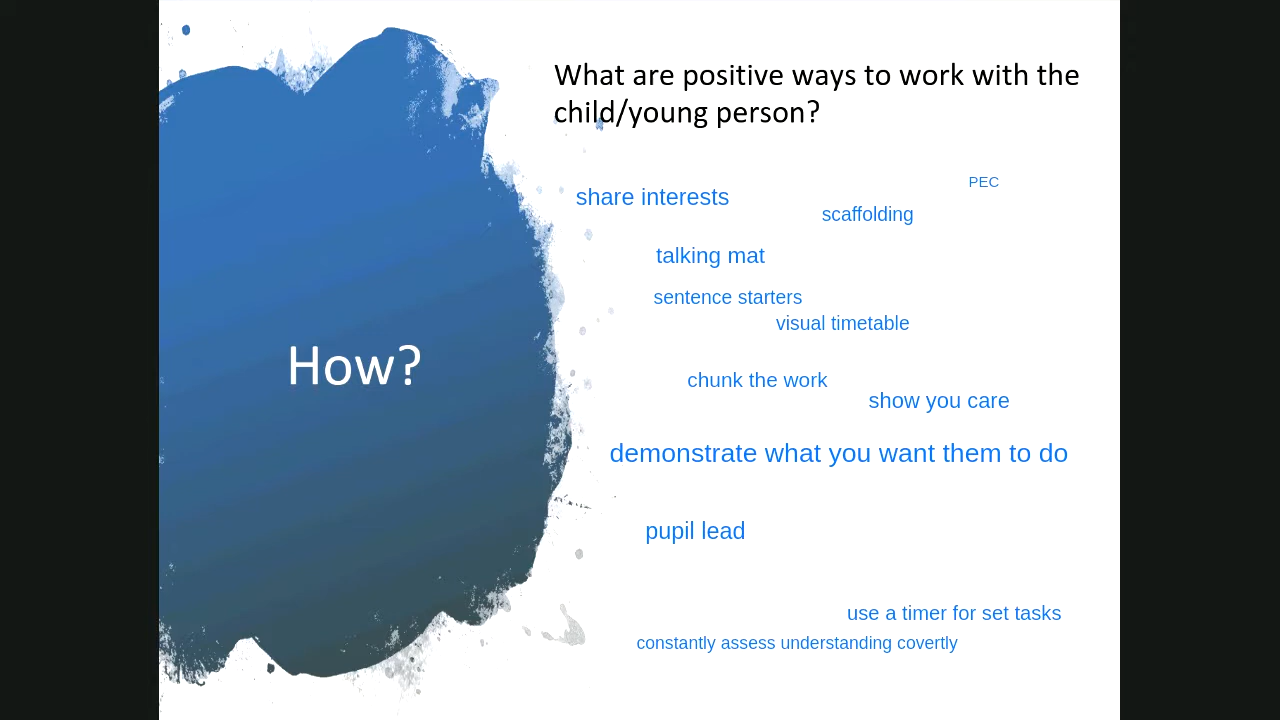 What are positive ways to work with the
child/young person?
PEC
share interests
scaffolding
talking mat
sentence starters
visual timetable
How?
chunk the work
show you care
demonstrate what you want them to do
pupil lead
use a timer for set tasks
constantly assess understanding covertly